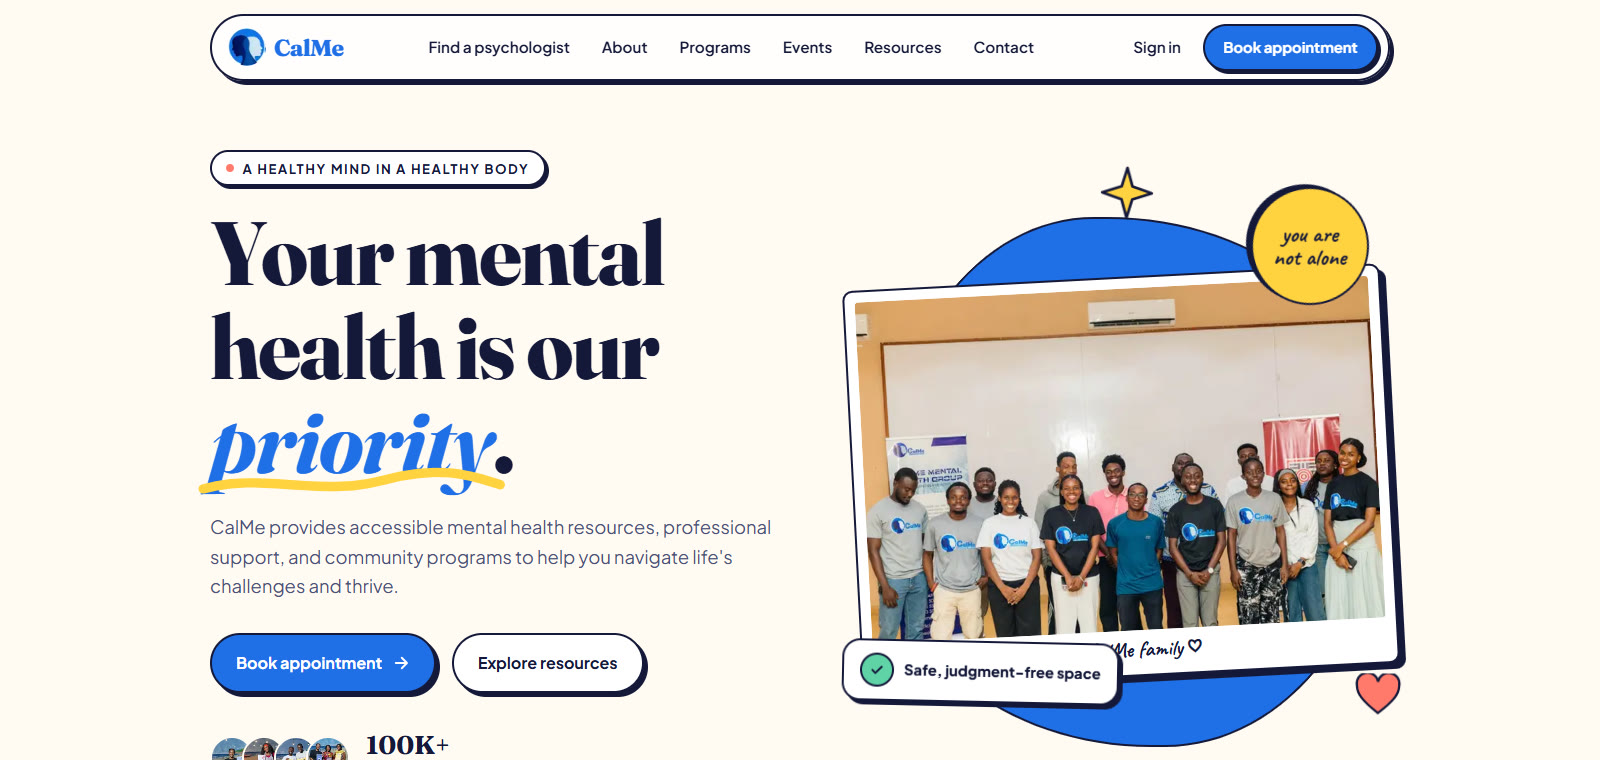 CalMe
Find a psychologist
About
Programs
Events
Resources
Contact
Sign in
Book appointment
A HEALTHY MIND IN A HEALTHY BODY
Your mental
health is our
priority.
CalMe provides accessible mental health resources, professional
support, and community programs to help you navigate life's
challenges and thrive.
Book appointment
Explore resources
100K+
you are
not alone
Me family
Safe, judgment-free space